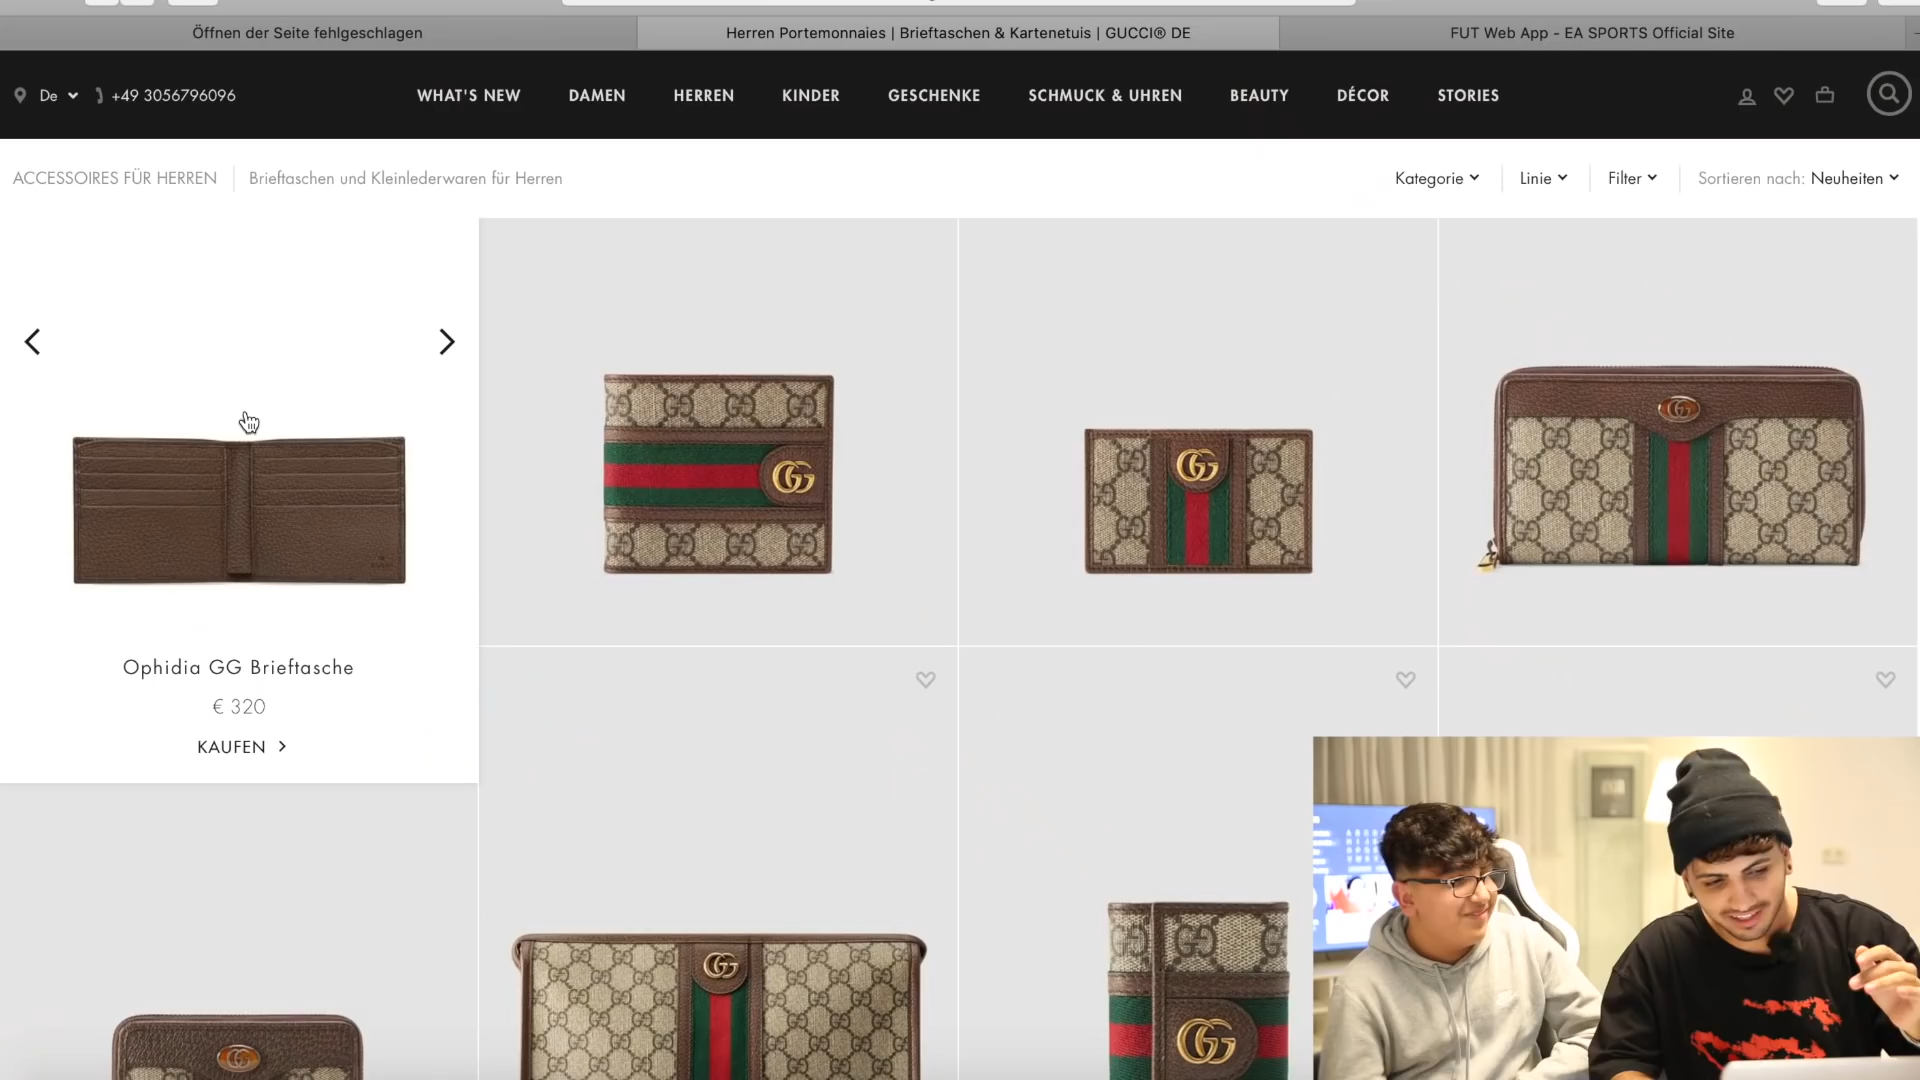 Öffnen der Seite fehlgeschlagen
Herren Portemonnaies | Brieftaschen & Kartenetuis | GUCCI® DE
FUT Web App - EA SPORTS Official Site
De
+49 3056796096
WHAT'S NEW
DAMEN
HERREN
KINDER
GESCHENKE
SCHMUCK & UHREN
BEAUTY
DÉCOR
STORIES
ACCESSOIRES FÜR HERREN
Brieftaschen und Kleinlederwaren für Herren
Kategorie
Linie
Filter
Sortieren nach: Neuheiten
Ophidia GG Brieftasche
€ 320
KAUFEN